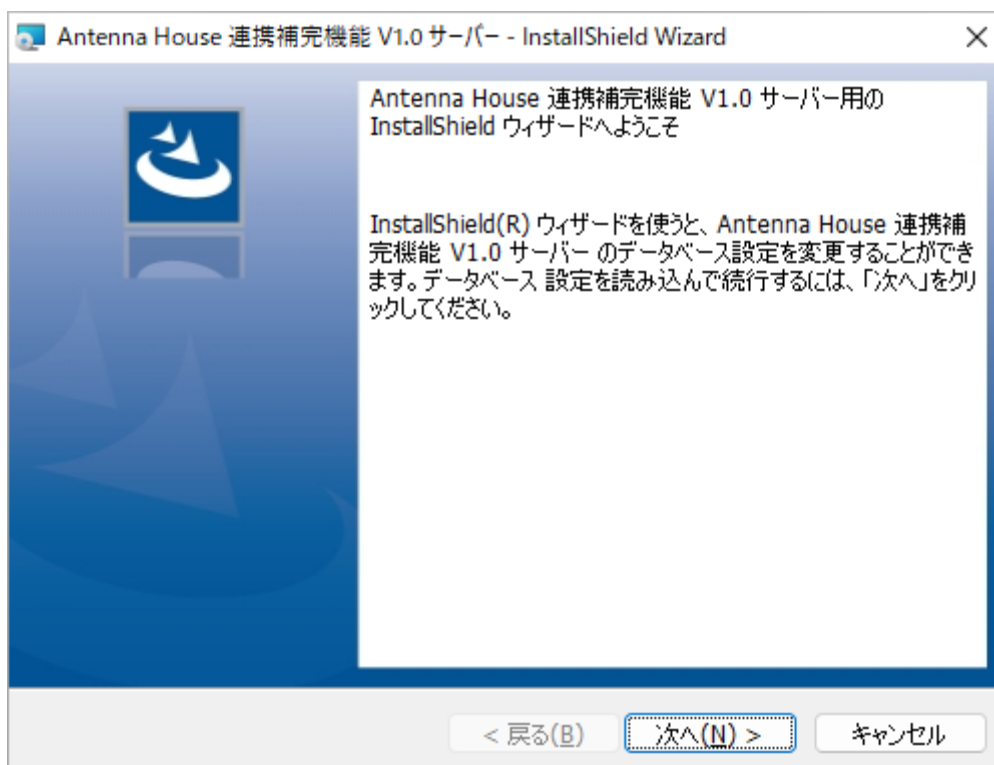 Antenna House 連携補完機能 V1.0 サーバー - InstallShield Wizard
Antenna House 連携補完機能 V1.0 サーバー用の
InstallShield ウィザードへようこそ
InstallShield(R) ウィザードを使うと、Antenna House 連携補
完機能 V1.0 サーバー のデータベース設定を変更することができ
ます。データベース 設定を読み込んで続行するには、「次へ」をクリ
ックしてください。
< 戻る(B)
次へ(N) >
キャンセル